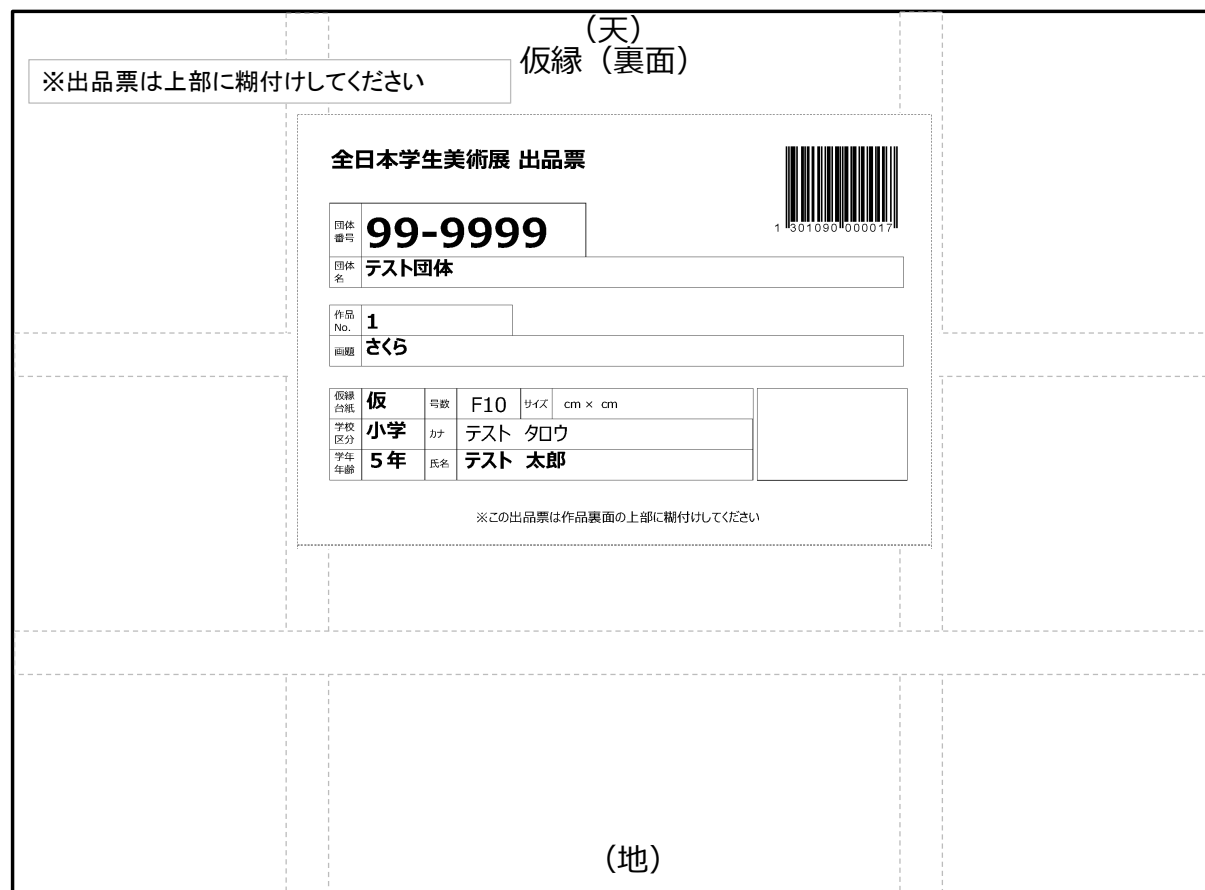 (天)
仮縁（裏面）
※出品票は上部に糊付けしてください
全日本学生美術展 出品票
1 301090 000017
団体
番号
99-9999
団体
名
テスト団体
作品
No.
1
画題
さくら
仮縁
台紙
仮
号数
F10
サイズ
cm × cm
学校
区分
小学
カナ
テスト タロウ
学年
年齢
５年
氏名
テスト 太郎
※この出品票は作品裏面の上部に糊付けしてください
（地）